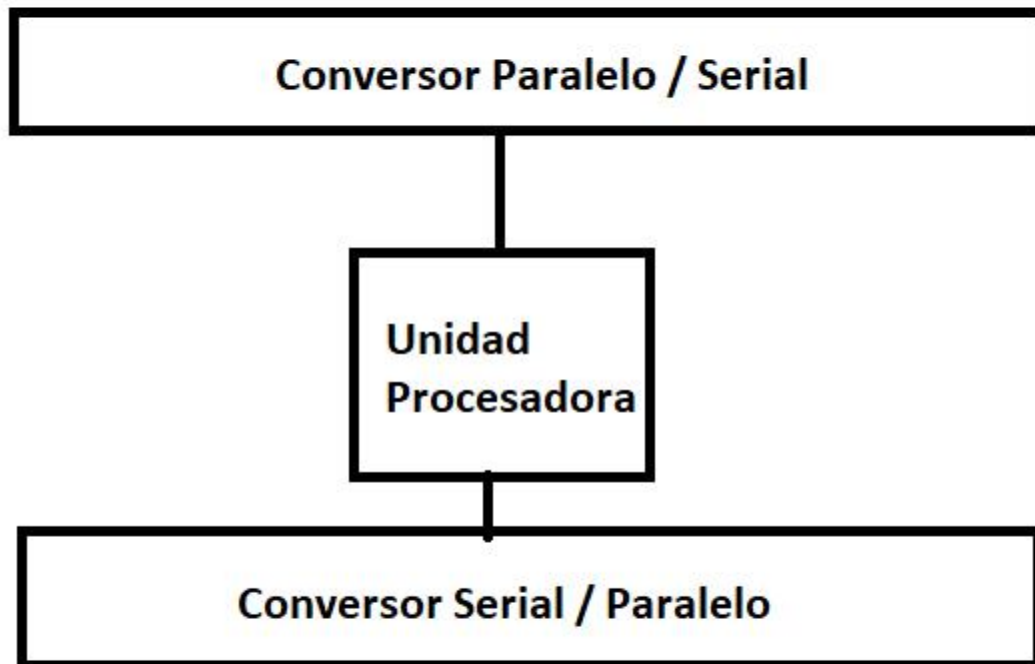 Conversor Paralelo / Serial
Unidad
Procesadora
Conversor Serial / Paralelo